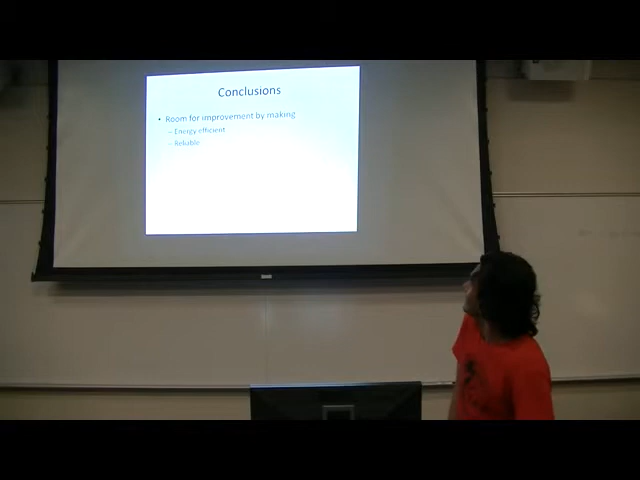 Conclusions
• Room for improvement by making
– Energy efficient
– Reliable